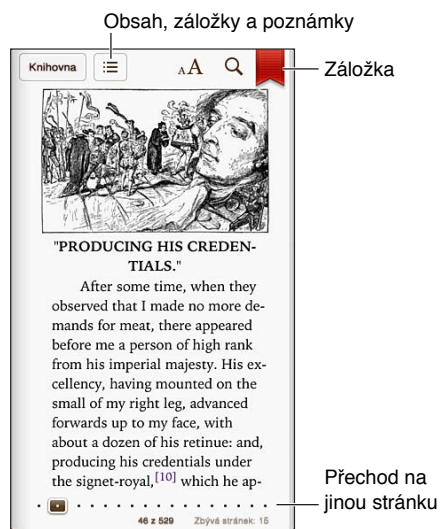 Obsah, záložky a poznámky
Knihovna
AA
Záložka
"PRODUCING HIS CREDEN-
TIALS."
After some time, when they
observed that I made no more de-
mands for meat, there appeared
before me a person of high rank
from his imperial majesty. His ex-
cellency, having mounted on the
small of my right leg, advanced
forwards up to my face, with
about a dozen of his retinue: and,
producing his credentials under
the signet-royal,[10] which he ap-
Přechod na
jinou stránku
46 z 529 Zbývá stránek: 15